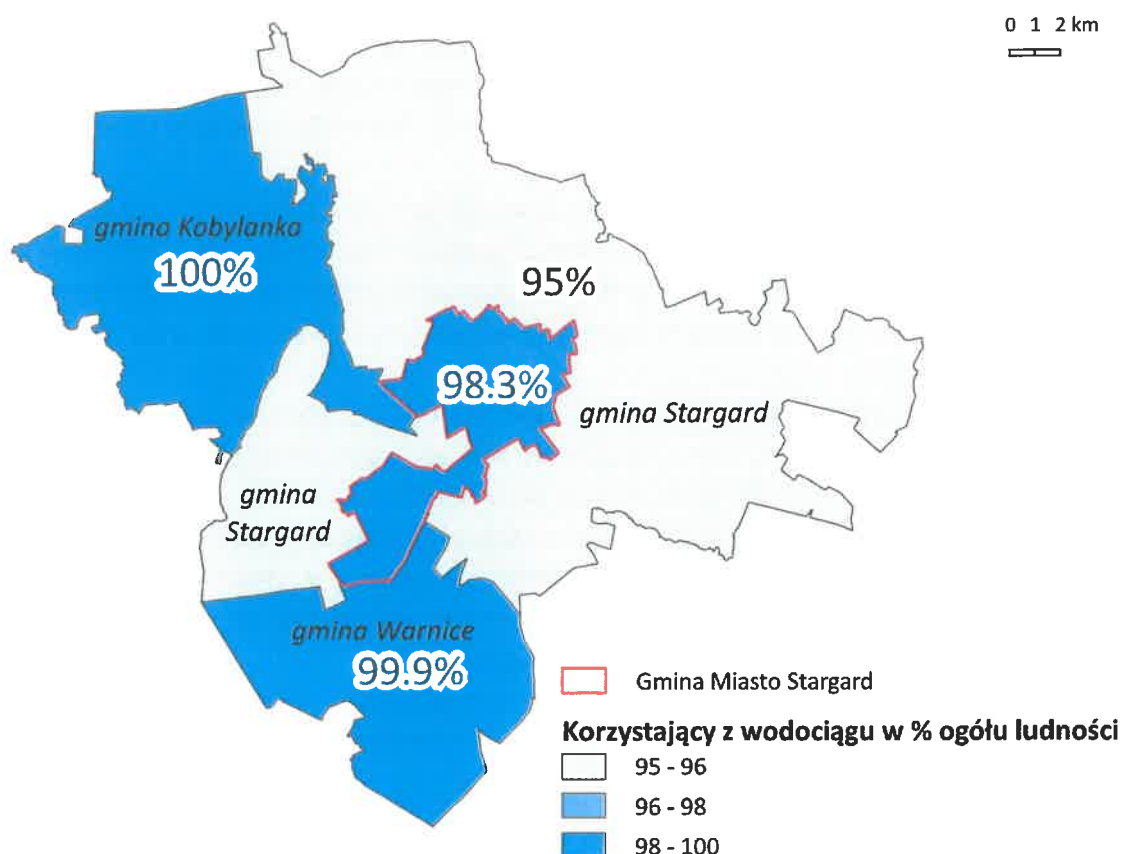 0 1 2 km
gmina Kobylanka
100%
95%
98.3%
gmina Stargard
gmina
Stargard
gmina Warnice
99.9%
Gmina Miasto Stargard
Korzystający z wodociągu w % ogółu ludności
95 - 96
96 - 98
98 - 100